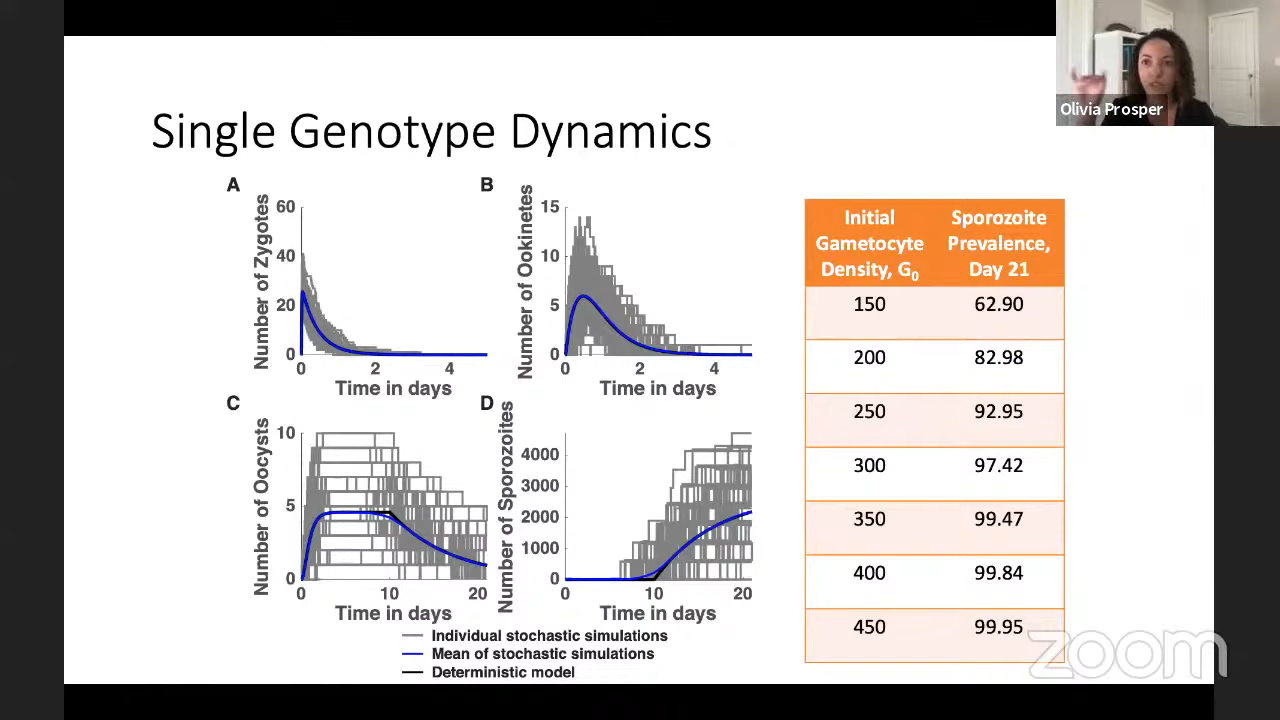 Olivia Prosper
Single Genotype Dynamics
A
Number of Zygotes
60
40
20
0
0 2 4
Time in days
B
Number of Ookinetes
15
10
5
0
0 2 4
Time in days
C
Number of Oocysts
10
5
0
0 10 20
Time in days
D
Number of Sporozoites
4000
3000
2000
1000
0
0 10 20
Time in days
Individual stochastic simulations
Mean of stochastic simulations
Deterministic model
Initial Gametocyte Density, G₀
Sporozoite Prevalence, Day 21
150 62.90
200 82.98
250 92.95
300 97.42
350 99.47
400 99.84
450 99.95
zoom